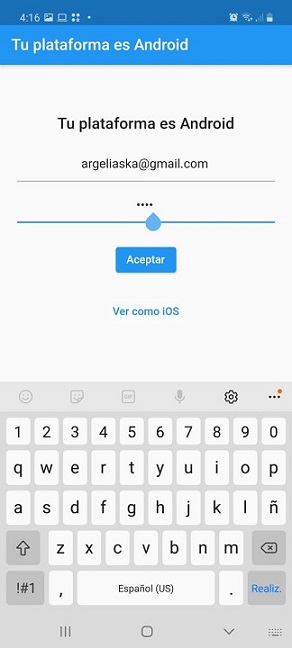 4:16
Tu plataforma es Android
Tu plataforma es Android
argeliaska@gmail.com
••••
Aceptar
Ver como iOS
GIF
1 2 3 4 5 6 7 8 9 0
q w e r t y u i o p
a s d f g h j k l ñ
z x c v b n m
!#1 , Español (US) . Realiz.